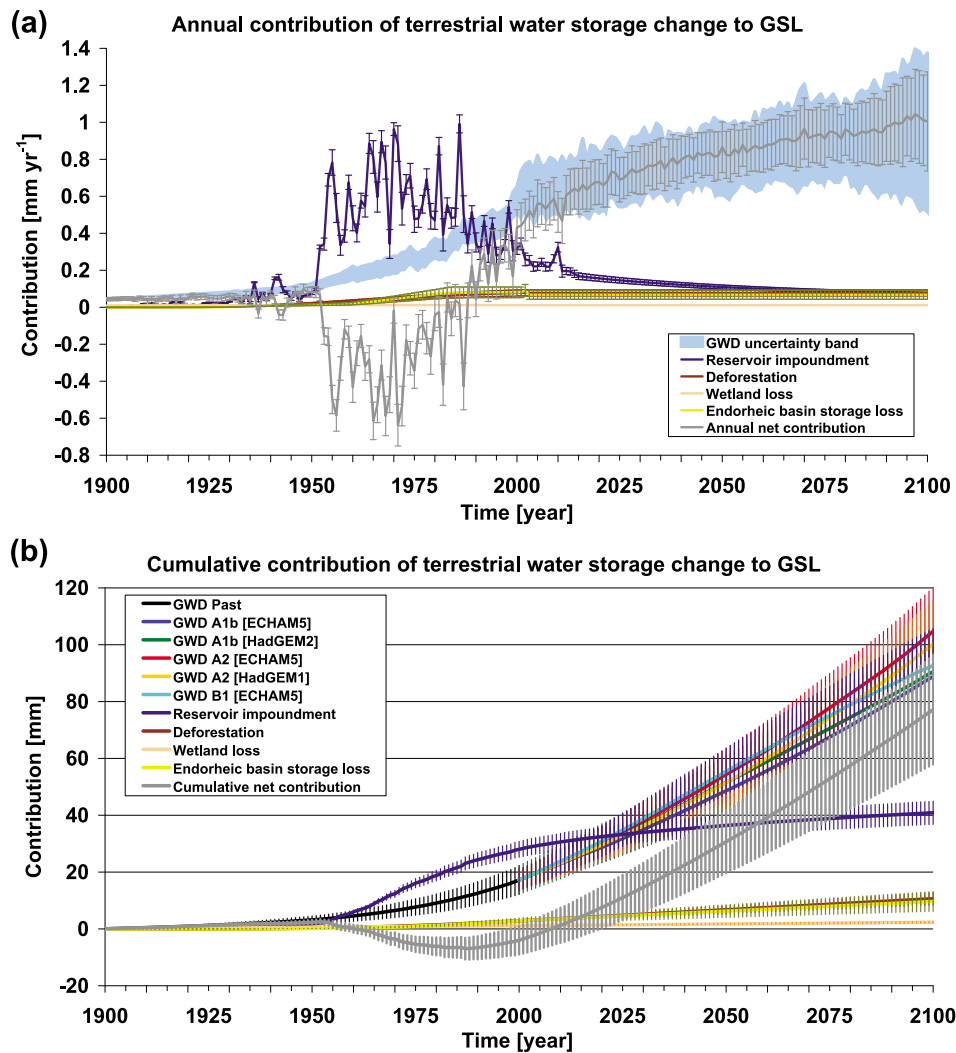 (a)
Annual contribution of terrestrial water storage change to GSL
Contribution [mm yr-1]
1.4
1.2
1
0.8
0.6
0.4
0.2
0
-0.2
-0.4
-0.6
-0.8
GWD uncertainty band
Reservoir impoundment
Deforestation
Wetland loss
Endorheic basin storage loss
Annual net contribution
1900 1925 1950 1975 2000 2025 2050 2075 2100
Time [year]
(b)
Cumulative contribution of terrestrial water storage change to GSL
Contribution [mm]
120
100
80
60
40
20
0
-20
GWD Past
GWD A1b [ECHAM5]
GWD A1b [HadGEM2]
GWD A2 [ECHAM5]
GWD A2 [HadGEM1]
GWD B1 [ECHAM5]
Reservoir impoundment
Deforestation
Wetland loss
Endorheic basin storage loss
Cumulative net contribution
1900 1925 1950 1975 2000 2025 2050 2075 2100
Time [year]